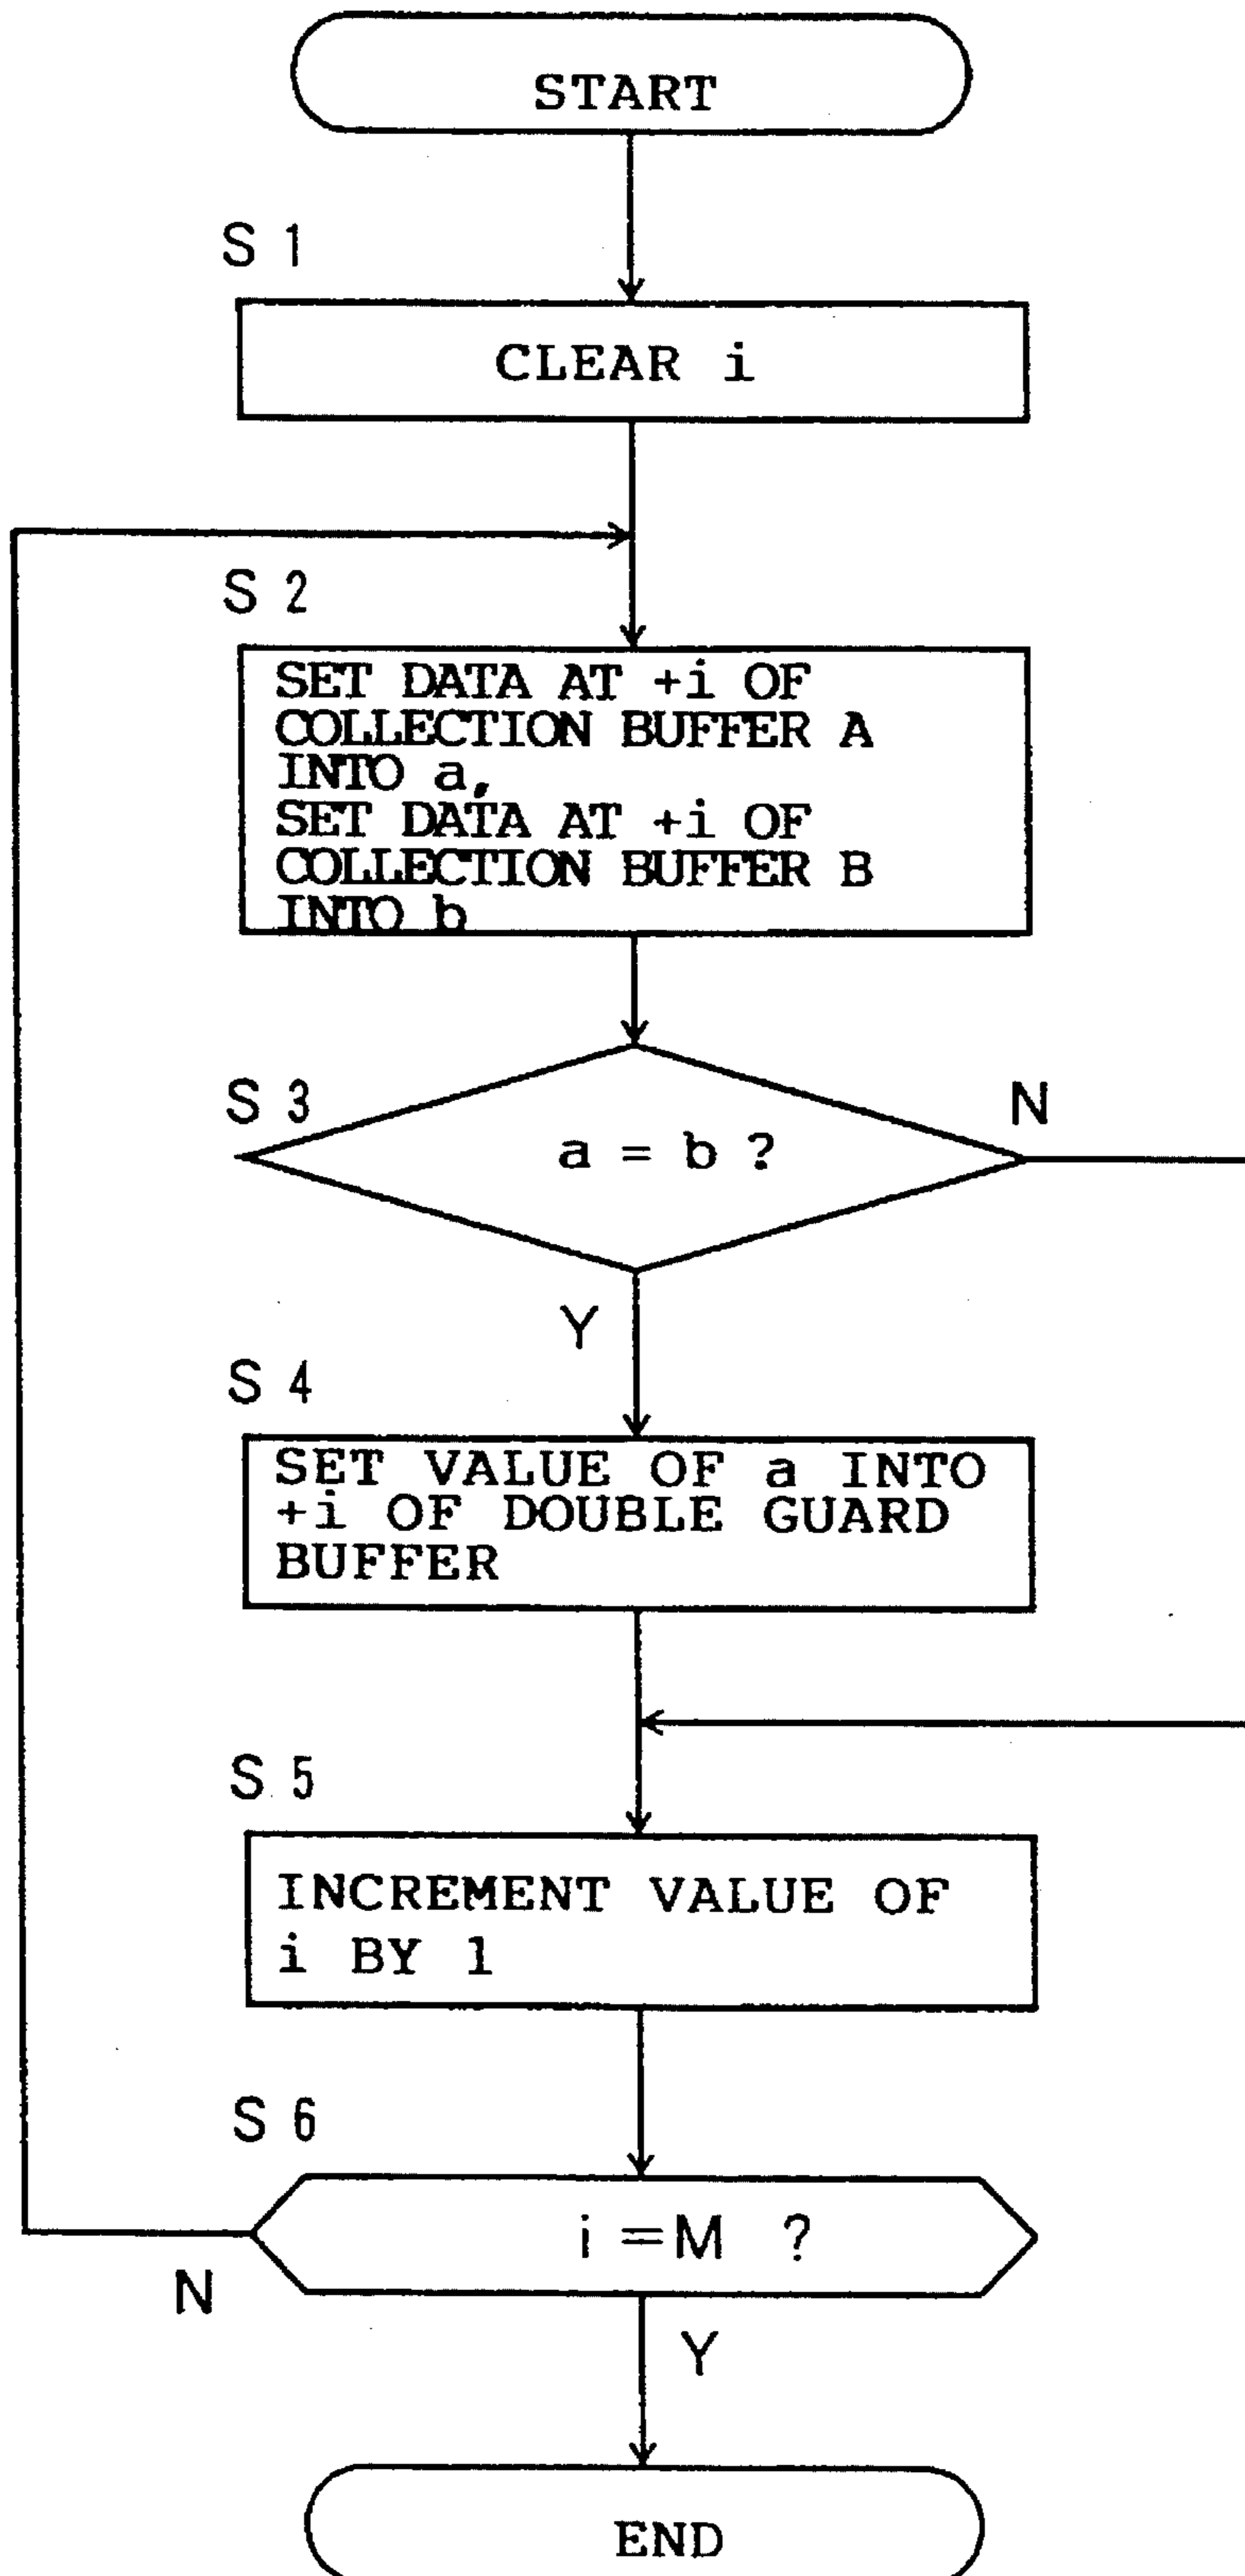 START
S 1
CLEAR i
S 2
SET DATA AT +i OF
COLLECTION BUFFER A
INTO a,
SET DATA AT +i OF
COLLECTION BUFFER B
INTO b
S 3
N
a = b ?
Y
S 4
SET VALUE OF a INTO
+i OF DOUBLE GUARD
BUFFER
S 5
INCREMENT VALUE OF
i BY 1
S 6
i = M ?
N
Y
END